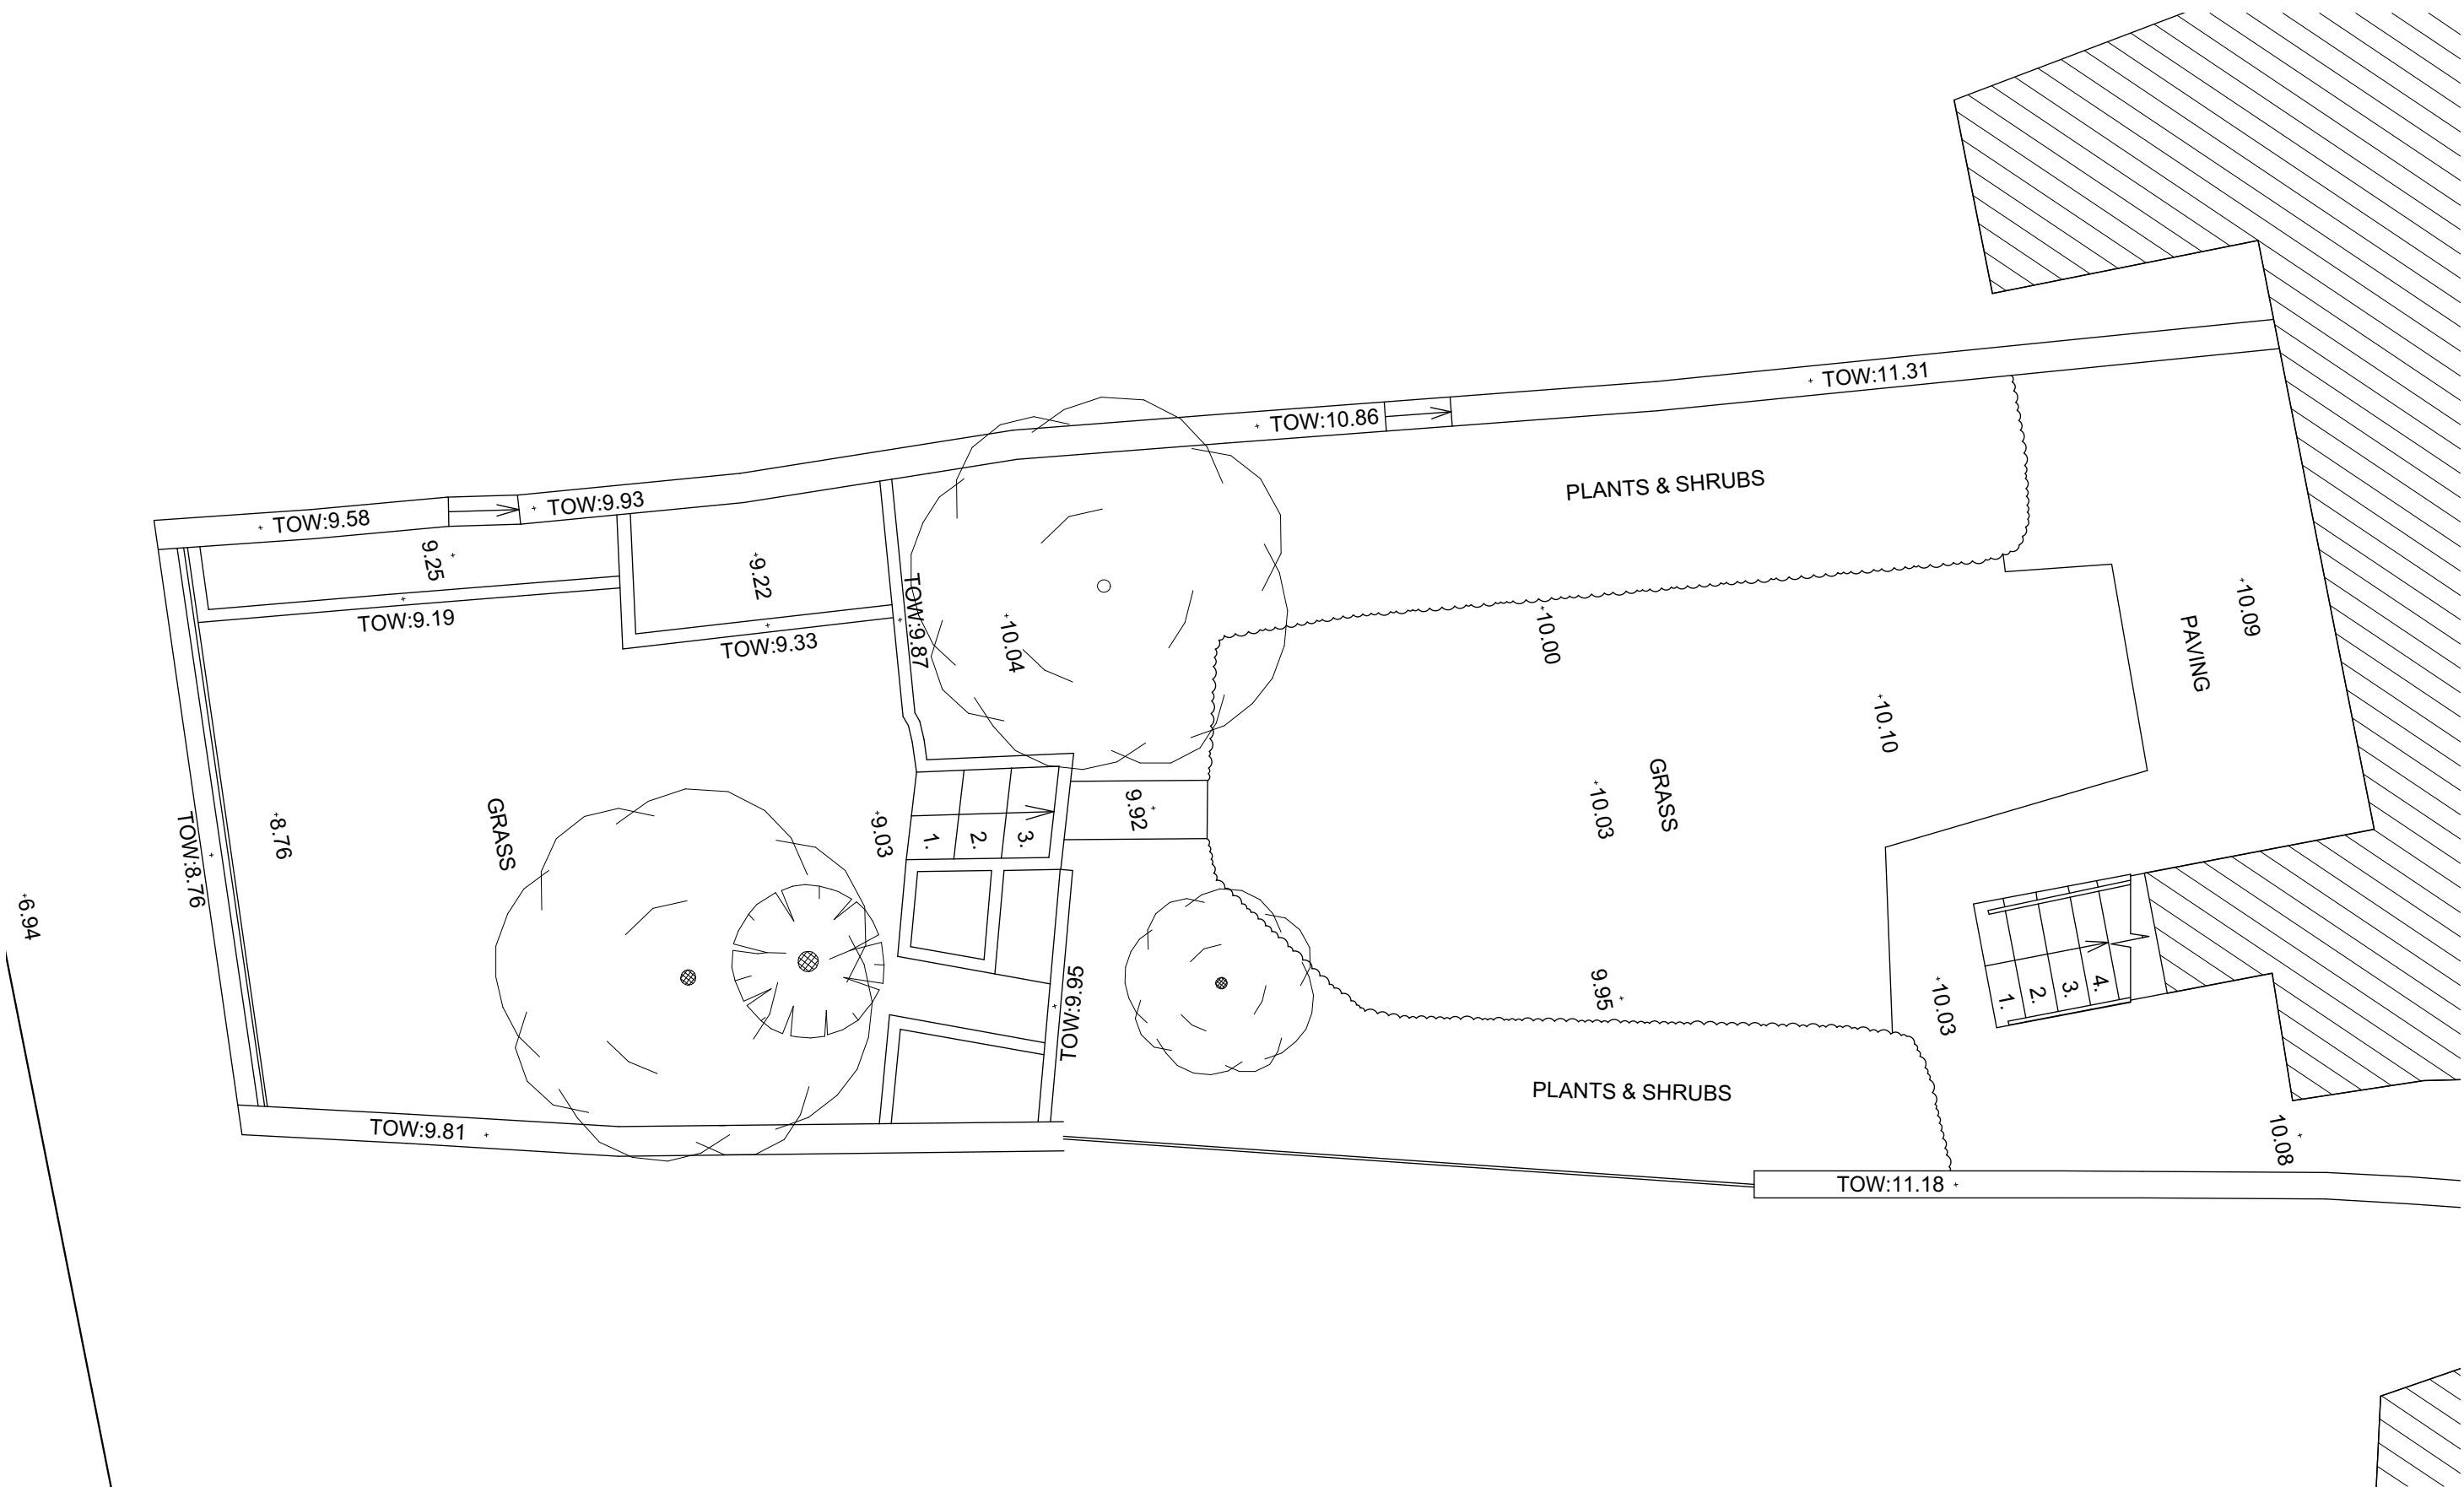 TOW:11.31
TOW:10.86
PLANTS & SHRUBS
TOW:9.93
TOW:9.58
9.25
9.22
TOW:9.19
TOW:9.33
TOW:9.87
10.04
10.00
10.09
PAVING
10.10
TOW:8.76
8.76
GRASS
9.03
1.
2.
3.
9.92
10.03
GRASS
6.94
TOW:9.95
9.95
10.03
1.
2.
3.
4.
PLANTS & SHRUBS
TOW:9.81
10.08
TOW:11.18